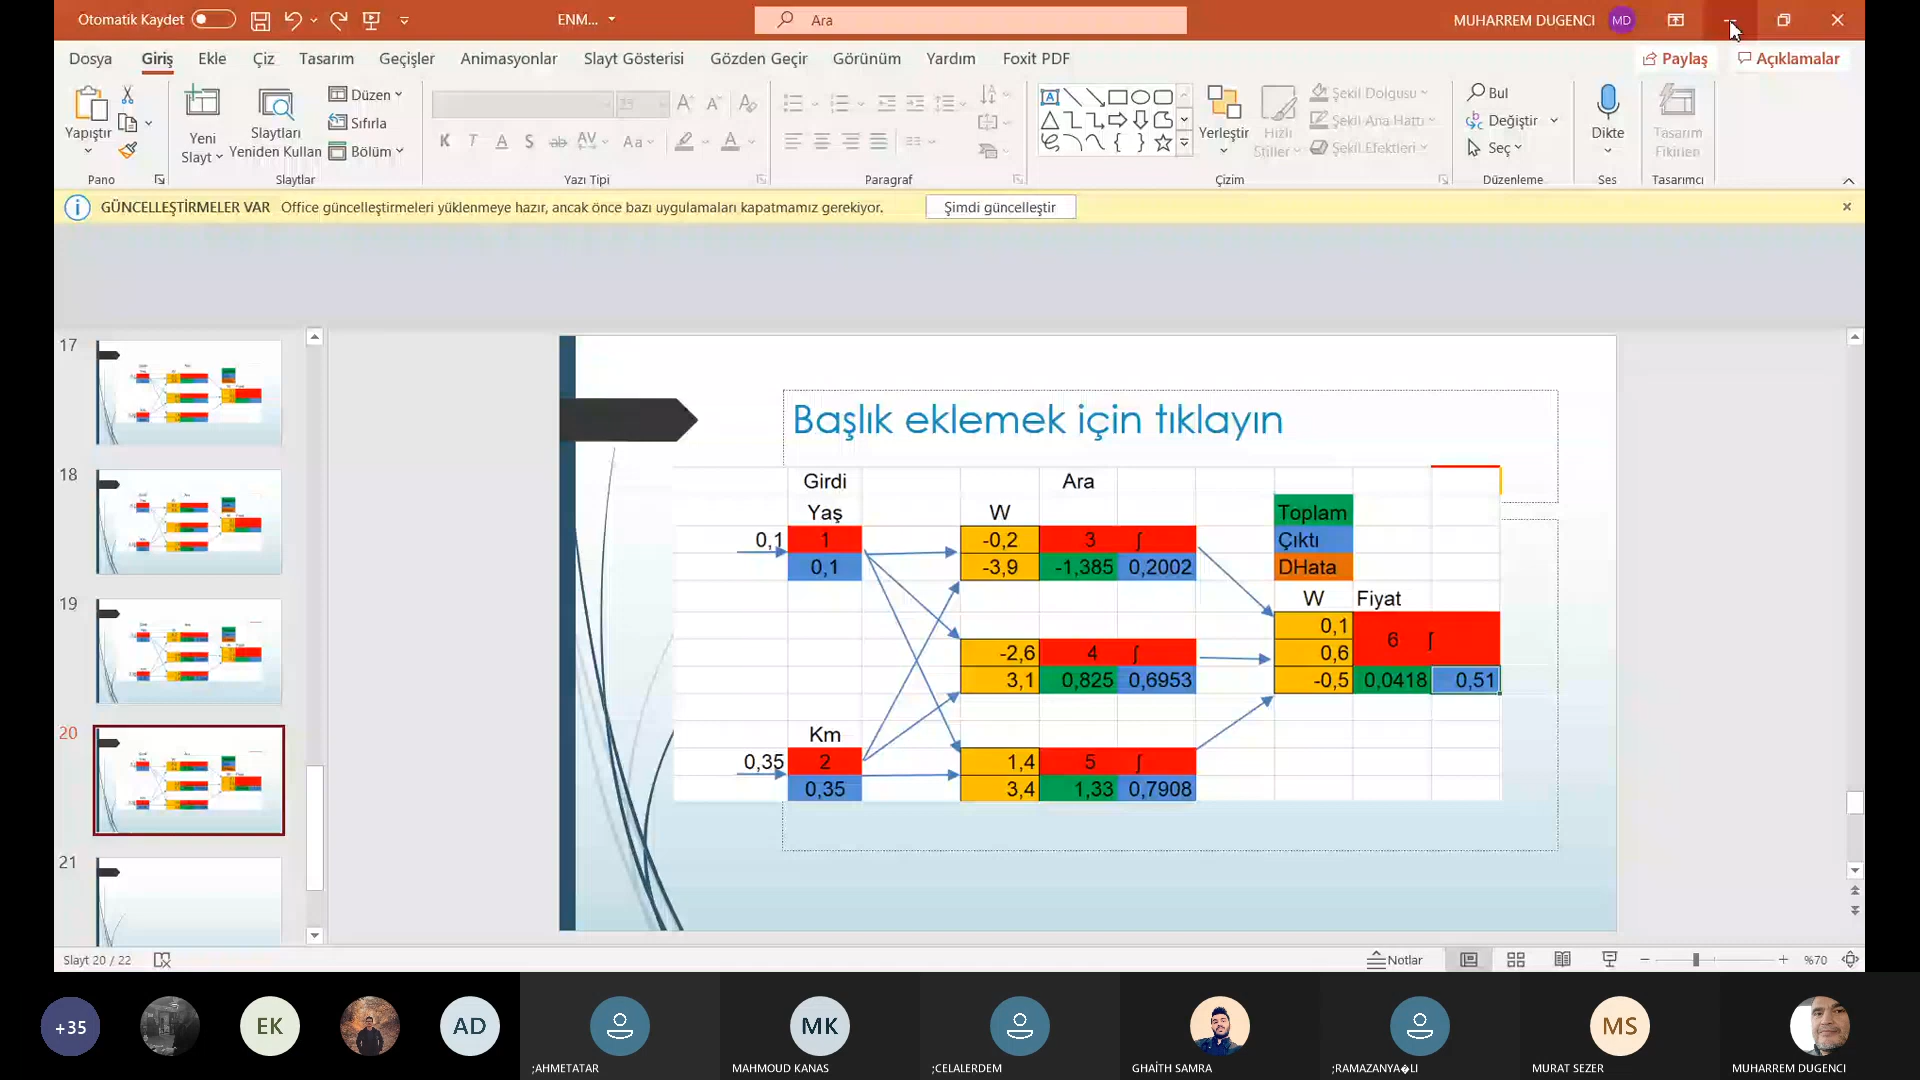 Otomatik Kaydet
ENM...
Ara
MUHARREM DUGENCI
MD
Dosya Giriş Ekle Çiz Tasarım Geçişler Animasyonlar Slayt Gösterisi Gözden Geçir Görünüm Yardım Foxit PDF
Paylaş Açıklamalar
Yapıştır
Yeni Slayt
Slaytları Yeniden Kullan
Düzen
Sıfırla
Bölüm
K T A S ab AV Aa A
Yerleştir
Hızlı Stiller
Şekil Dolgusu
Şekil Ana Hattı
Şekil Efektleri
Bul
Değiştir
Seç
Dikte
Tasarım Fikirleri
Pano Slaytlar Yazı Tipi Paragraf Çizim Düzenleme Ses Tasarımcı
GÜNCELLEŞTİRMELER VAR Office güncelleştirmeleri yüklenmeye hazır, ancak önce bazı uygulamaları kapatmamız gerekiyor. Şimdi güncelleştir
17
18
19
20
21
Başlık eklemek için tıklayın
Girdi Ara
Yaş W Toplam
0,1 1 -0,2 3 ∫ Çıktı
0,1 -3,9 -1,385 0,2002 DHata
W Fiyat
0,1 6 ∫
-2,6 4 ∫ 0,6
3,1 0,825 0,6953 -0,5 0,0418 0,51
Km
0,35 2 1,4 5 ∫
0,35 3,4 1,33 0,7908
Slayt 20 / 22
Notlar
%70
+35
EK
AD
MK
MS
;AHMETATAR
MAHMOUD KANAS
;CELALERDEM
GHAİTH SAMRA
;RAMAZANYA�LI
MURAT SEZER
MUHARREM DUGENCI